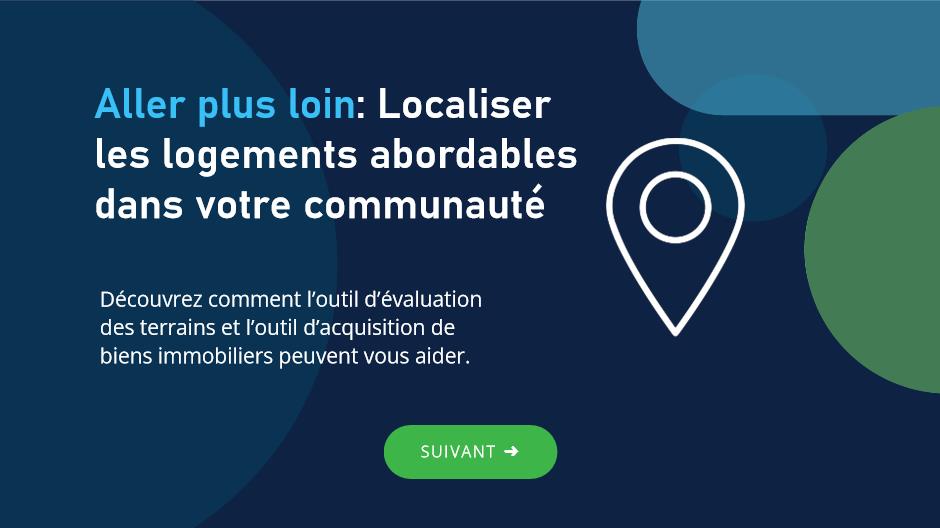 Aller plus loin: Localiser
les logements abordables
dans votre communauté
Découvrez comment l’outil d’évaluation
des terrains et l’outil d’acquisition de
biens immobiliers peuvent vous aider.
SUIVANT ➜